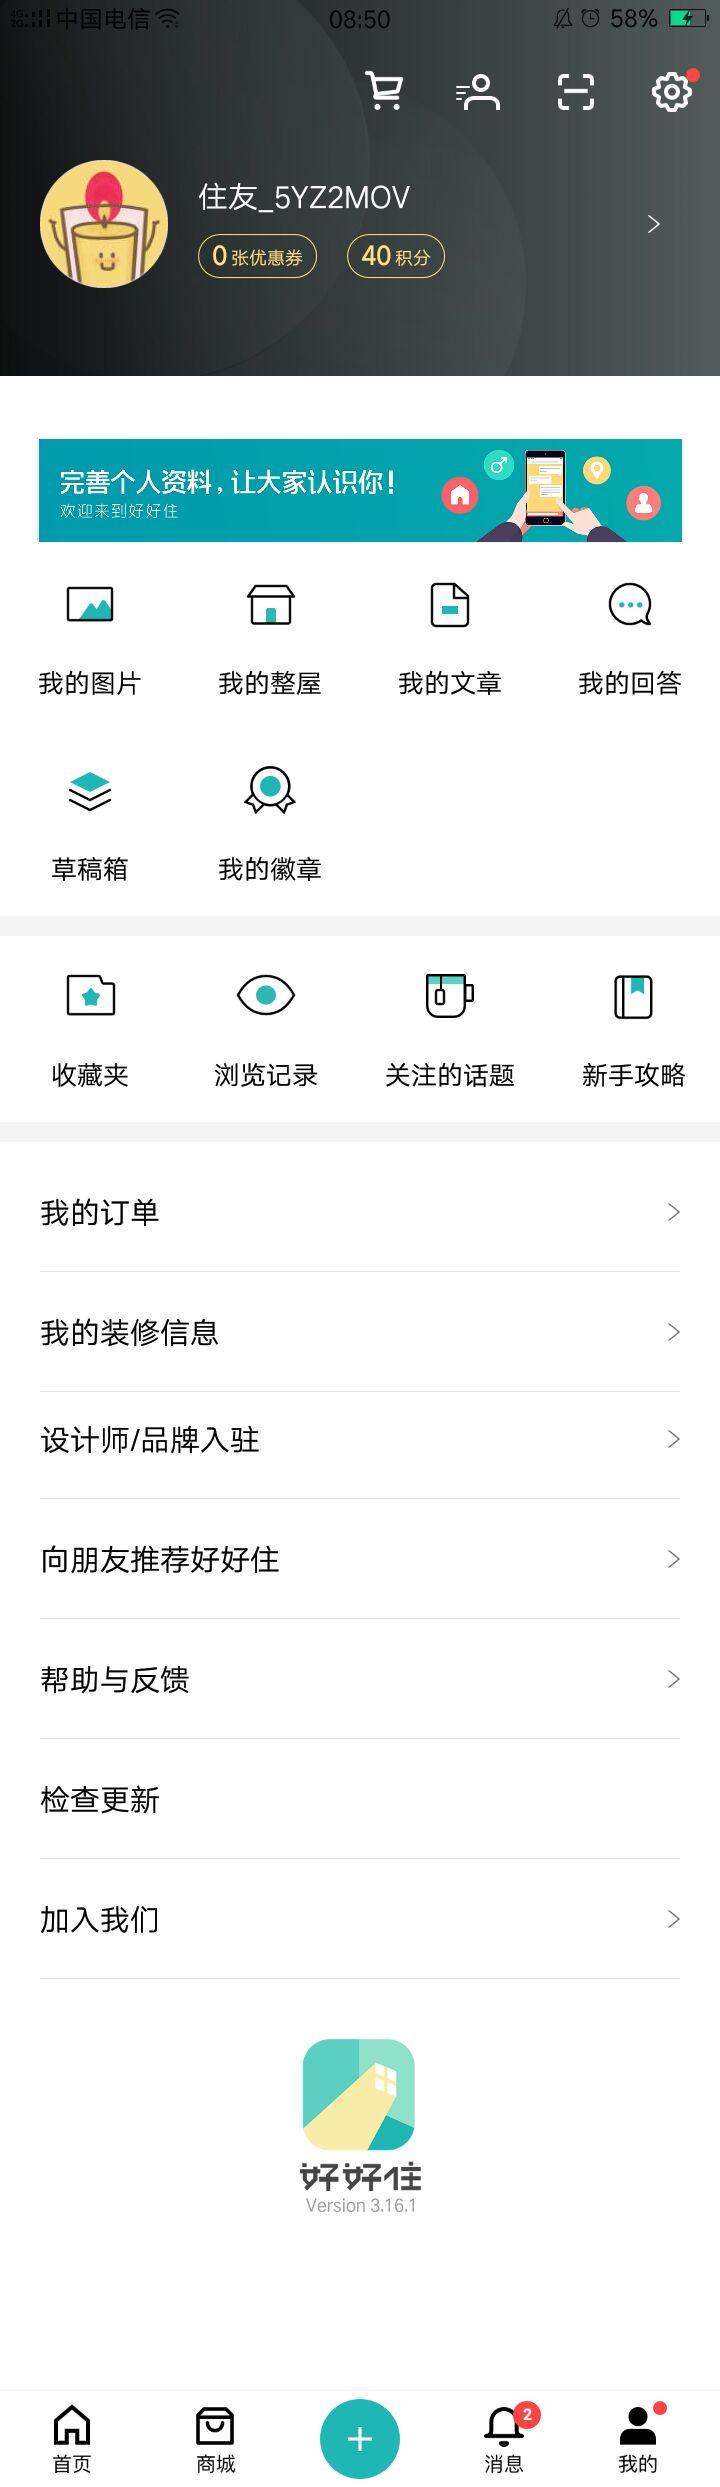 4G 2G 中国电信 08:50 58%
住友_5YZ2MOV
0张优惠券 40积分
完善个人资料，让大家认识你！
欢迎来到好好住
我的图片 我的整屋 我的文章 我的回答
草稿箱 我的徽章
收藏夹 浏览记录 关注的话题 新手攻略
我的订单
我的装修信息
设计师/品牌入驻
向朋友推荐好好住
帮助与反馈
检查更新
加入我们
好好住
Version 3.16.1
2
首页 商城 消息 我的